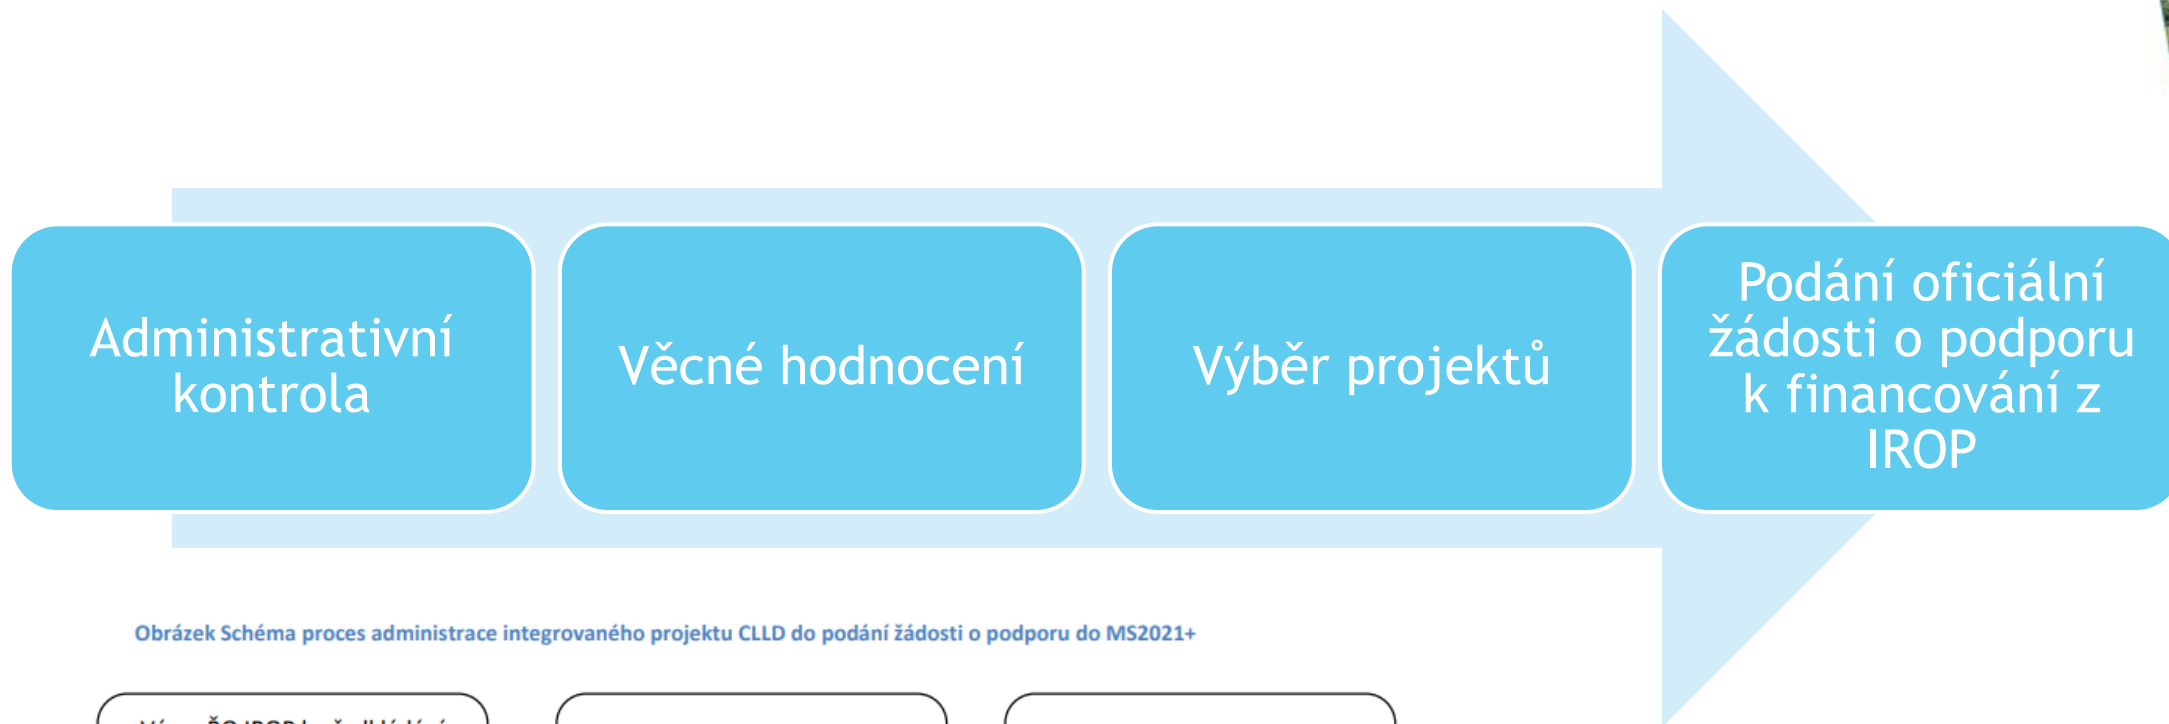 Administrativní
kontrola
Věcné hodnocení
Výběr projektů
Podání oficiální
žádosti o podporu
k financování z
IROP
Obrázek Schéma proces administrace integrovaného projektu CLLD do podání žádosti o podporu do MS2021+